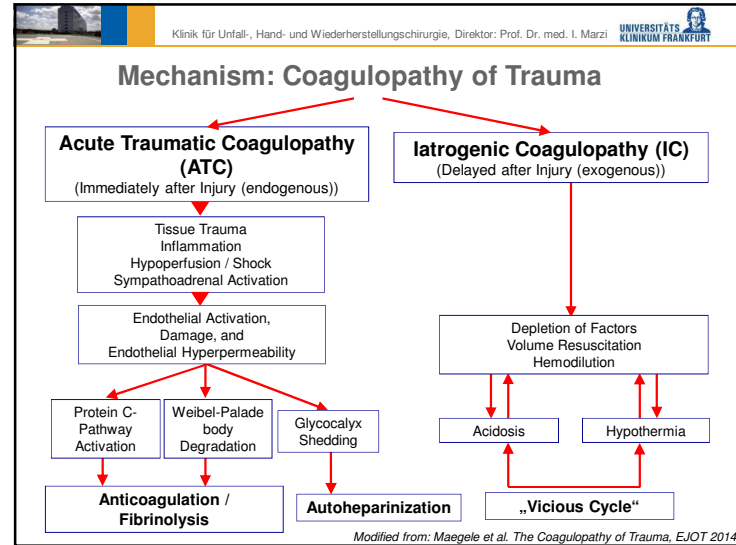 Klinik für Unfall-, Hand- und Wiederherstellungschirurgie, Direktor: Prof. Dr. med. I. Marzi
UNIVERSITÄTS
KLINIKUM FRANKFURT
Mechanism: Coagulopathy of Trauma
Acute Traumatic Coagulopathy
(ATC)
(Immediately after Injury (endogenous))
Iatrogenic Coagulopathy (IC)
(Delayed after Injury (exogenous))
Tissue Trauma
Inflammation
Hypoperfusion / Shock
Sympathoadrenal Activation
Endothelial Activation,
Damage, and
Endothelial Hyperpermeability
Depletion of Factors
Volume Resuscitation
Hemodilution
Protein C-
Pathway
Activation
Weibel-Palade
body
Degradation
Glycocalyx
Shedding
Acidosis
Hypothermia
Anticoagulation /
Fibrinolysis
Autoheparinization
„Vicious Cycle“
Modified from: Maegele et al. The Coagulopathy of Trauma, EJOT 2014